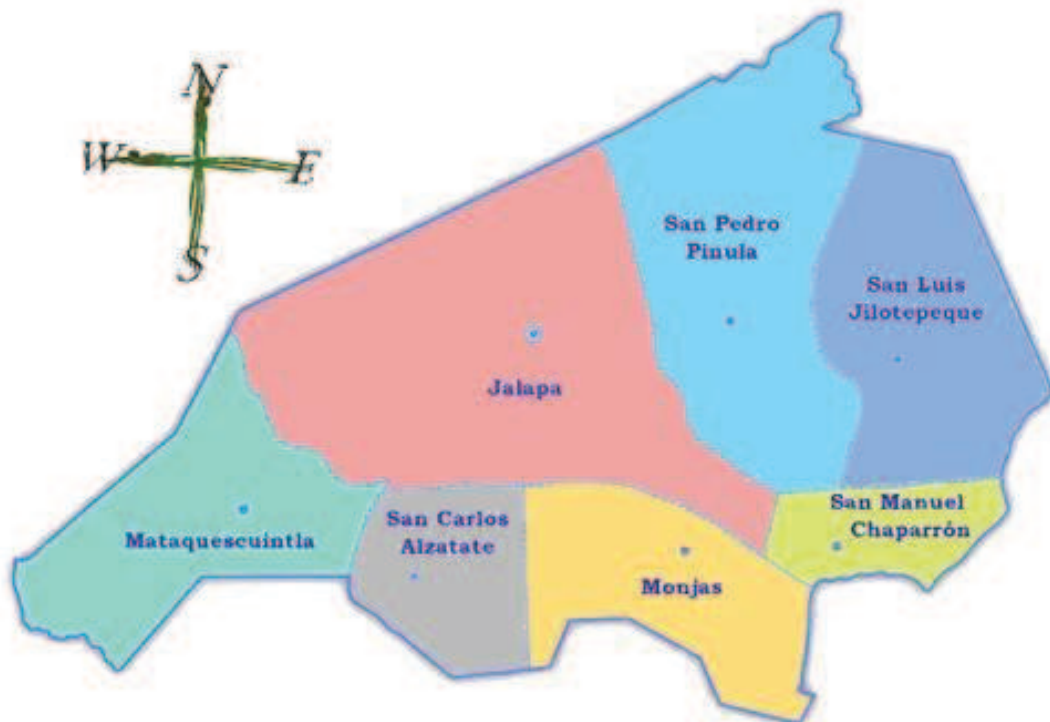 N
W
E
S
San Pedro
Pinula
San Luis
Jilotepeque
Jalapa
San Carlos
Alzatate
San Manuel
Chaparrón
Mataquescuintla
Monjas